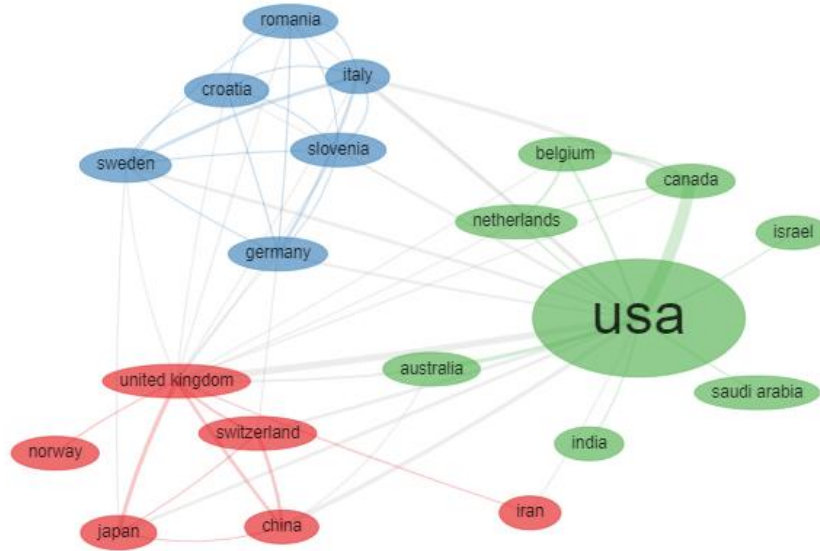 romania
croatia
italy
sweden
slovenia
germany
belgium
canada
netherlands
israel
usa
australia
saudi arabia
united kingdom
switzerland
norway
india
japan
china
iran